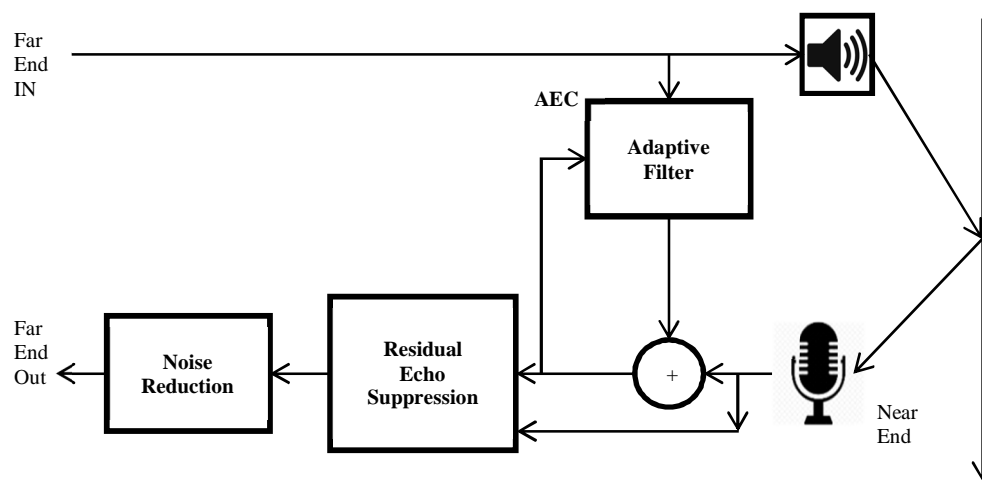 Far
End
IN
AEC
Adaptive
Filter
Far
End
Out
Noise
Reduction
Residual
Echo
Suppression
+
Near
End